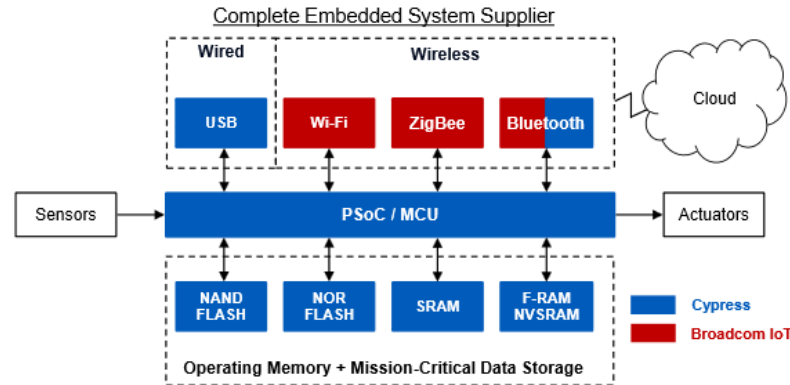 Complete Embedded System Supplier
Wired
Wireless
Cloud
USB
Wi-Fi
ZigBee
Bluetooth
Sensors
PSoC / MCU
Actuators
NAND
FLASH
NOR
FLASH
SRAM
F-RAM
NVSRAM
Cypress
Broadcom IoT
Operating Memory + Mission-Critical Data Storage